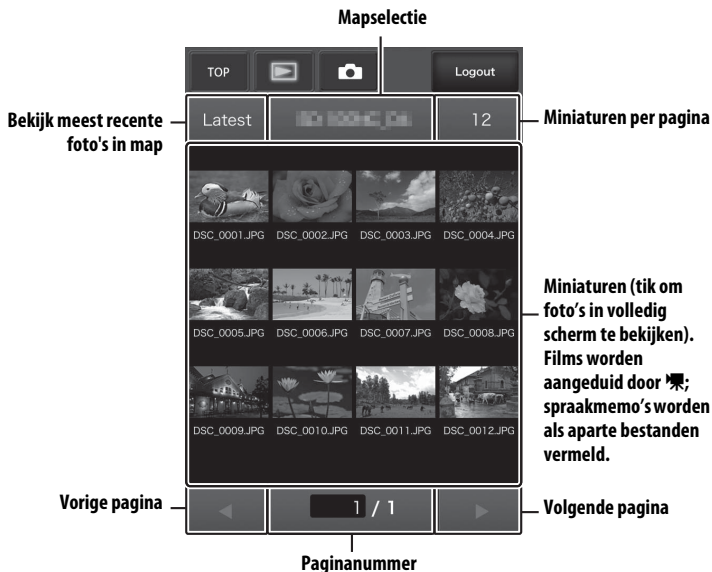 Mapselectie
TOP
Logout
Bekijk meest recente
foto's in map
Latest
12
Miniaturen per pagina
DSC_0001.JPG DSC_0002.JPG DSC_0003.JPG DSC_0004.JPG
DSC_0005.JPG DSC_0006.JPG DSC_0007.JPG DSC_0008.JPG
DSC_0009.JPG DSC_0010.JPG DSC_0011.JPG DSC_0012.JPG
Miniaturen (tik om
foto’s in volledig
scherm te bekijken).
Films worden
aangeduid door ;
spraakmemo’s worden
als aparte bestanden
vermeld.
Vorige pagina
1 / 1
Volgende pagina
Paginanummer